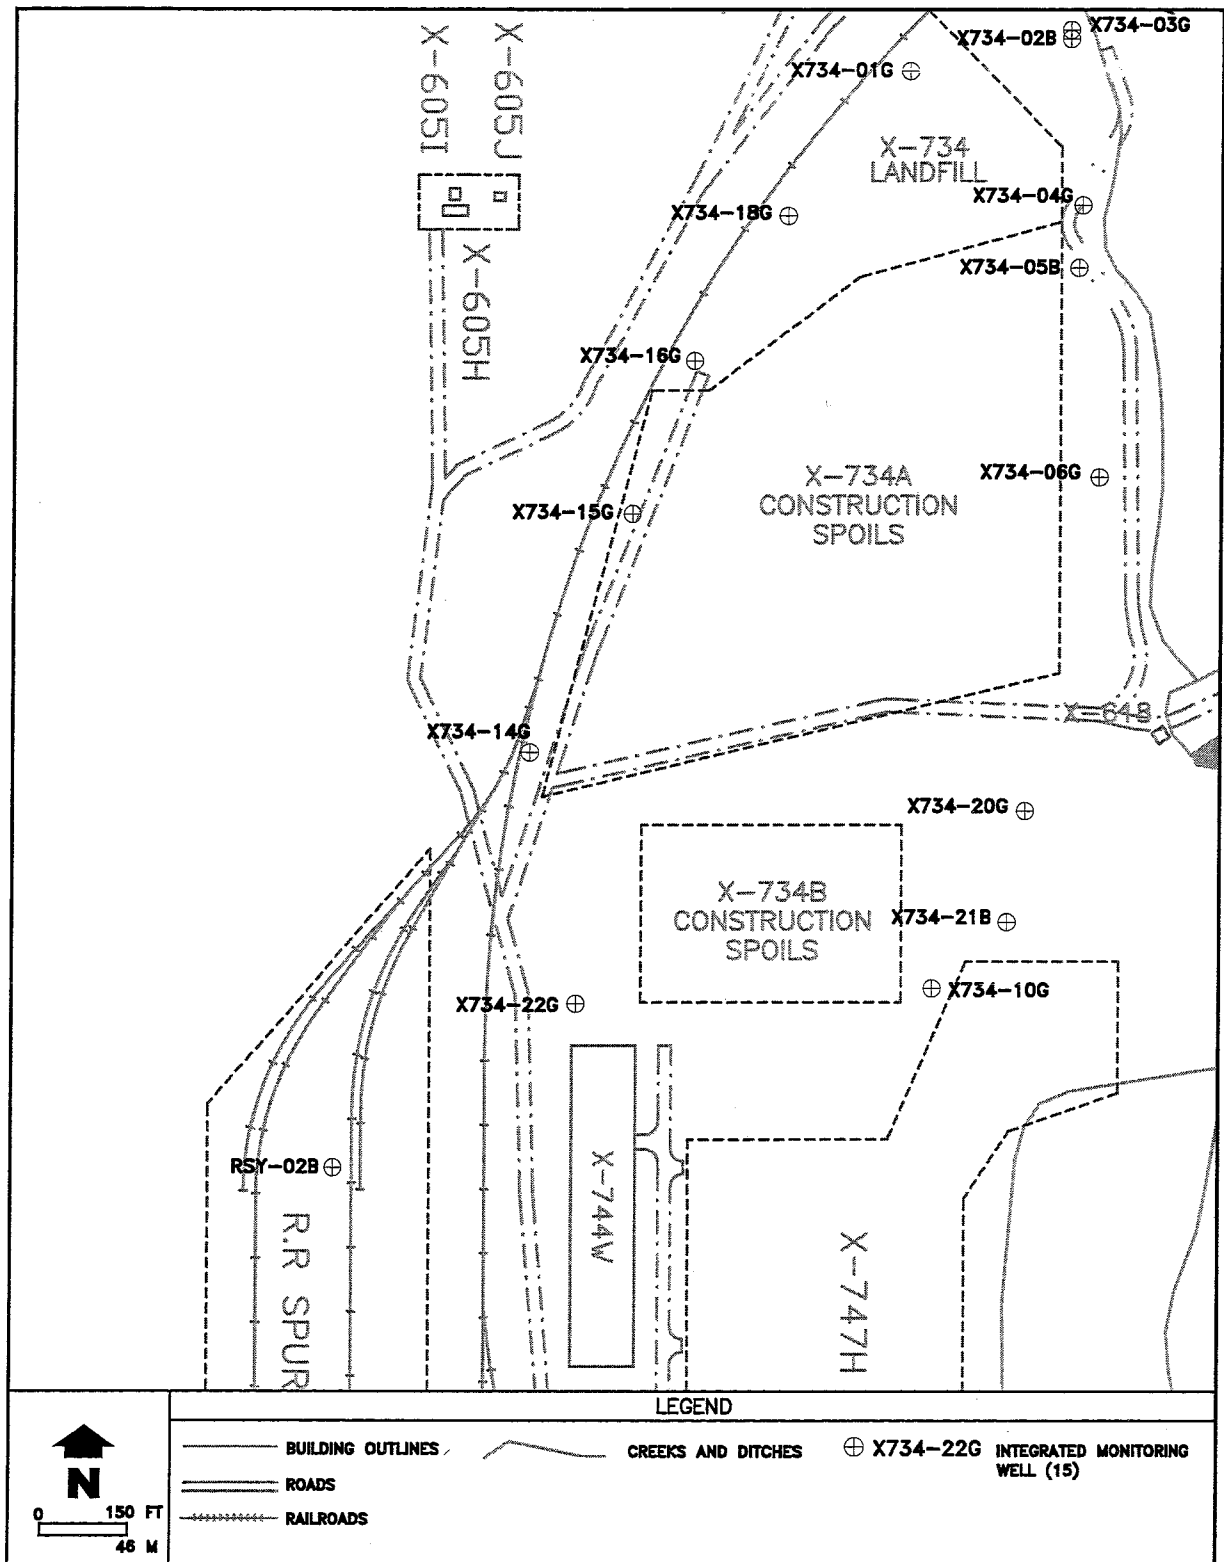 X734-03G
X734-02B
X734-01G
X-605I
X-605J
X-734
LANDFILL
X734-04G
X734-18G
X734-05B
X-605H
X734-16G
X-734A
CONSTRUCTION
SPOILS
X734-06G
X734-15G
X-64B
X734-14G
X734-20G
X-734B
CONSTRUCTION
SPOILS
X734-21B
X734-10G
X734-22G
RSY-02B
X-744W
R.R SPUR
X-747H
LEGEND
N
0 150 FT
46 M
BUILDING OUTLINES
ROADS
RAILROADS
CREEKS AND DITCHES
X734-22G INTEGRATED MONITORING
WELL (15)